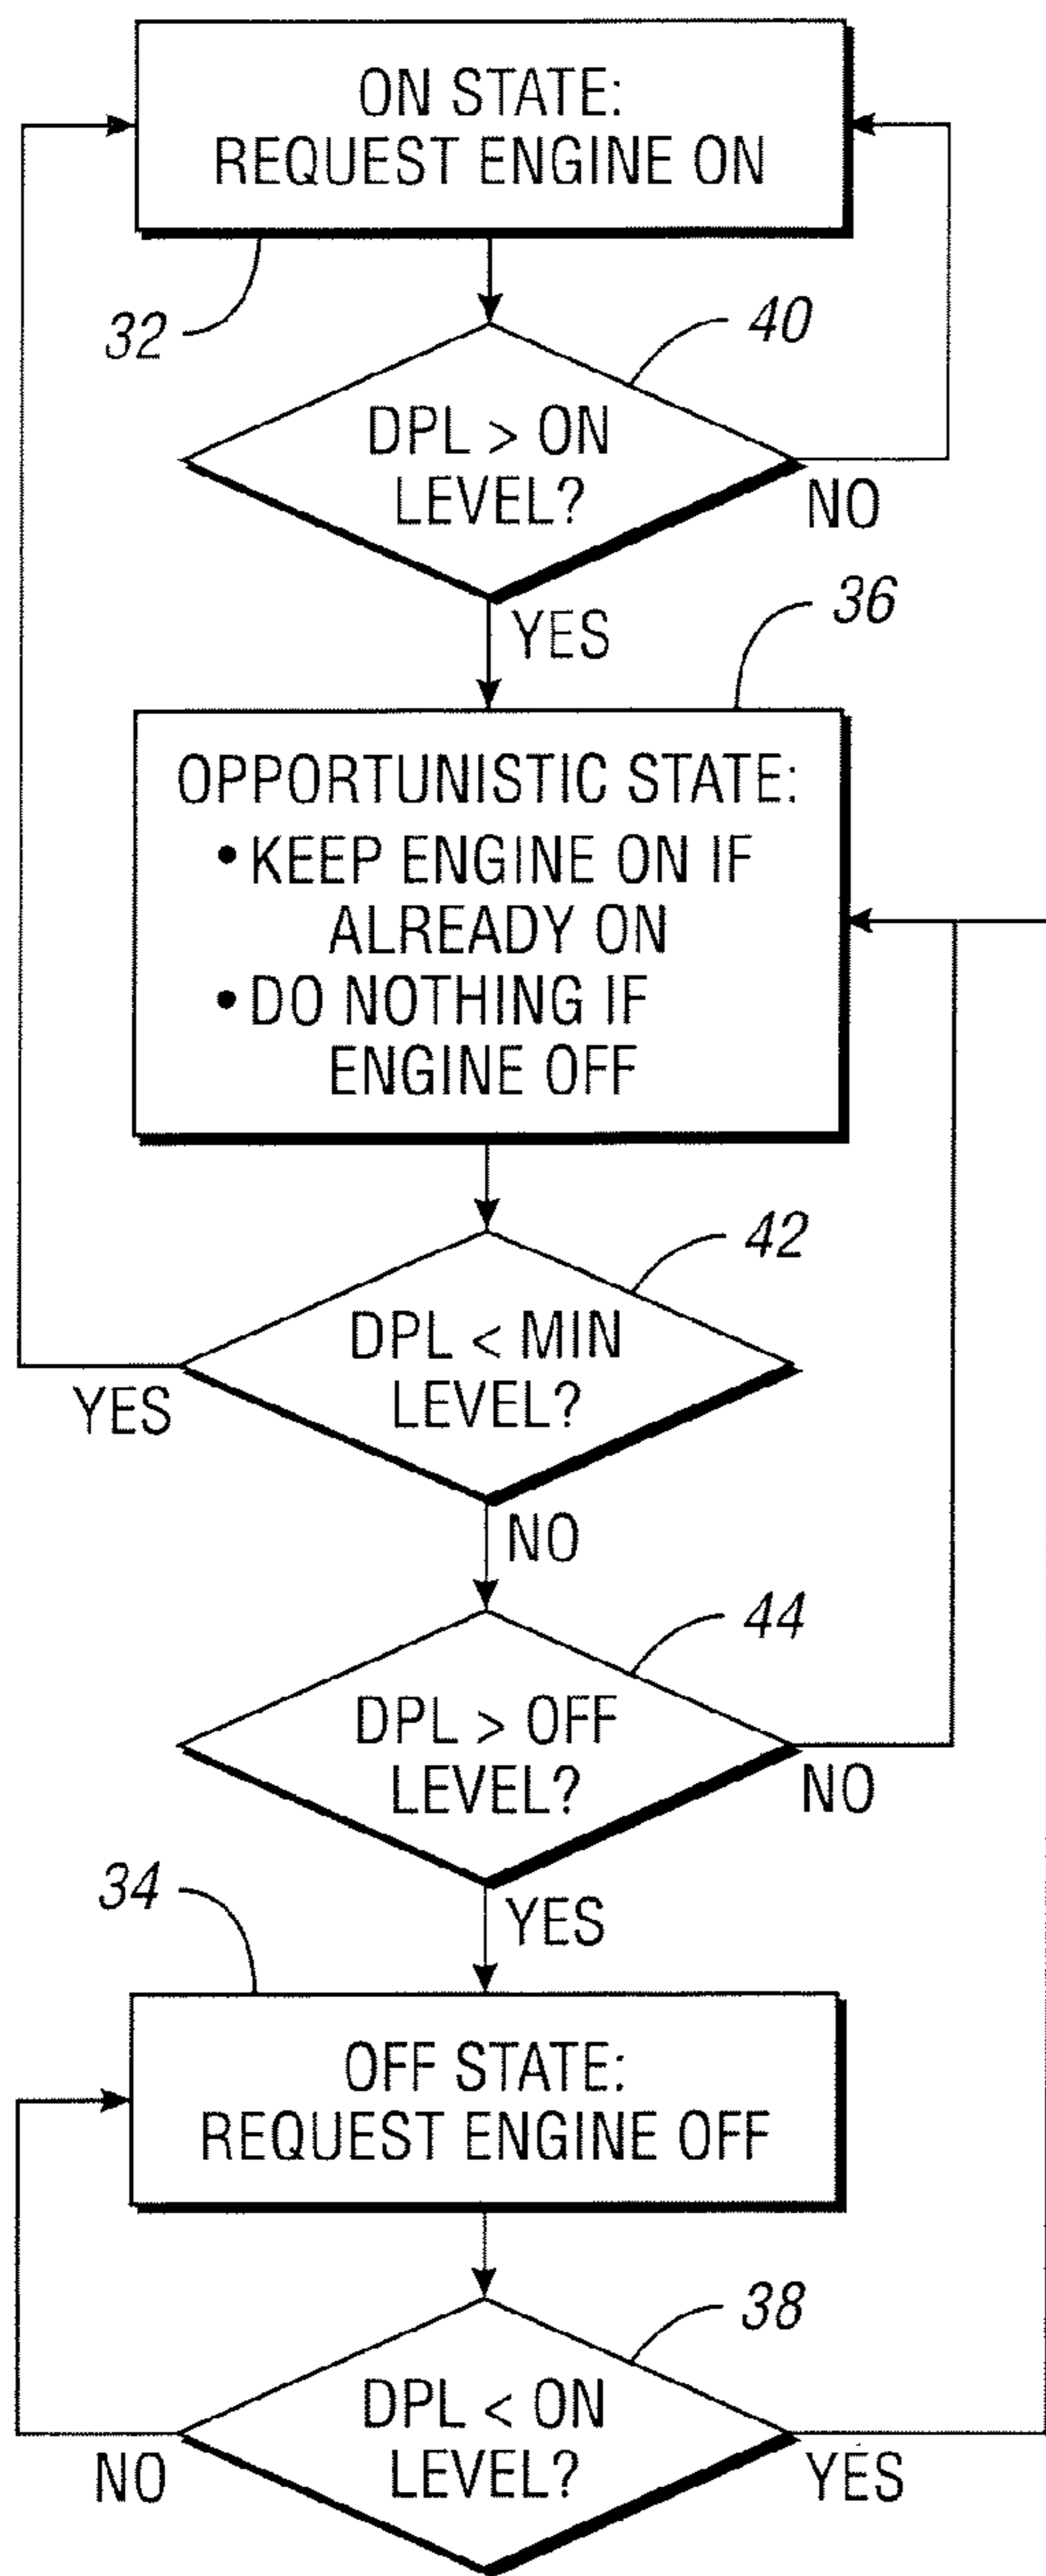 ON STATE:
REQUEST ENGINE ON
32
40
DPL > ON
LEVEL?
NO
YES
36
OPPORTUNISTIC STATE:
• KEEP ENGINE ON IF
ALREADY ON
• DO NOTHING IF
ENGINE OFF
42
DPL < MIN
LEVEL?
YES
NO
44
DPL > OFF
LEVEL?
NO
YES
34
OFF STATE:
REQUEST ENGINE OFF
38
DPL < ON
LEVEL?
NO
YES